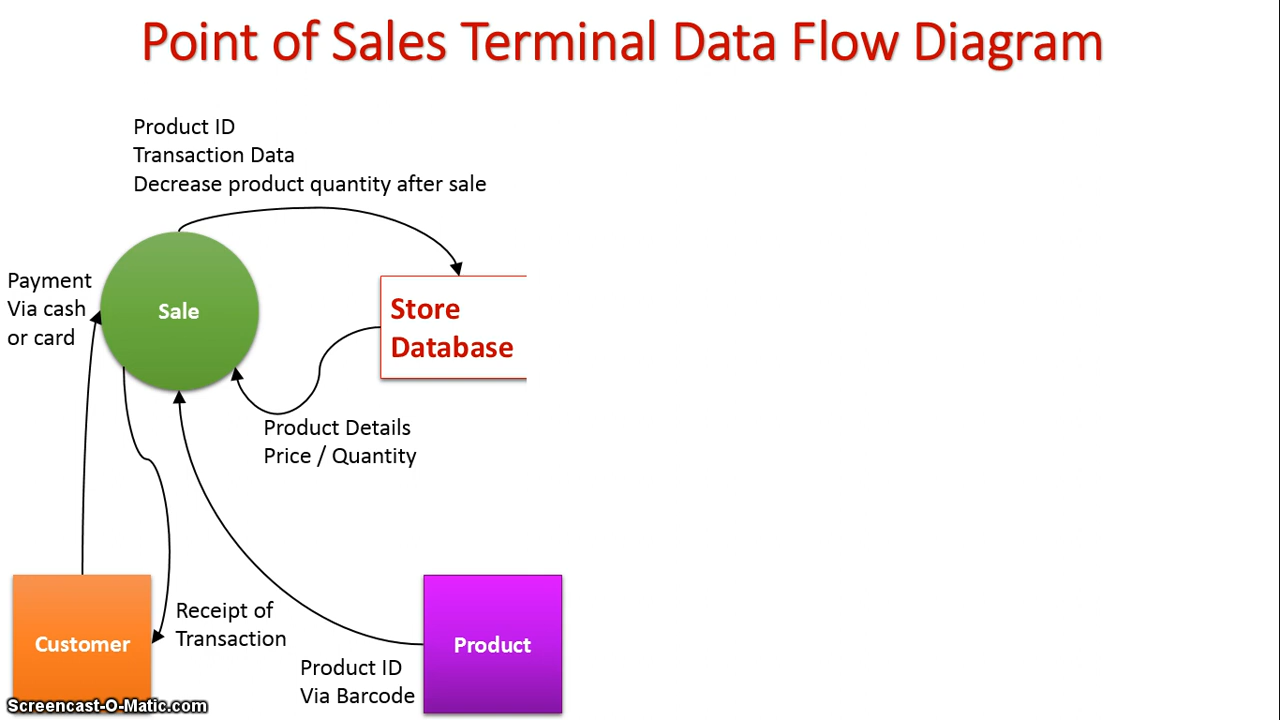 Point of Sales Terminal Data Flow Diagram
Product ID
Transaction Data
Decrease product quantity after sale
Payment
Via cash
or card
Sale
Store
Database
Product Details
Price / Quantity
Receipt of
Transaction
Customer
Product
Product ID
Via Barcode
Screencast-O-Matic.com